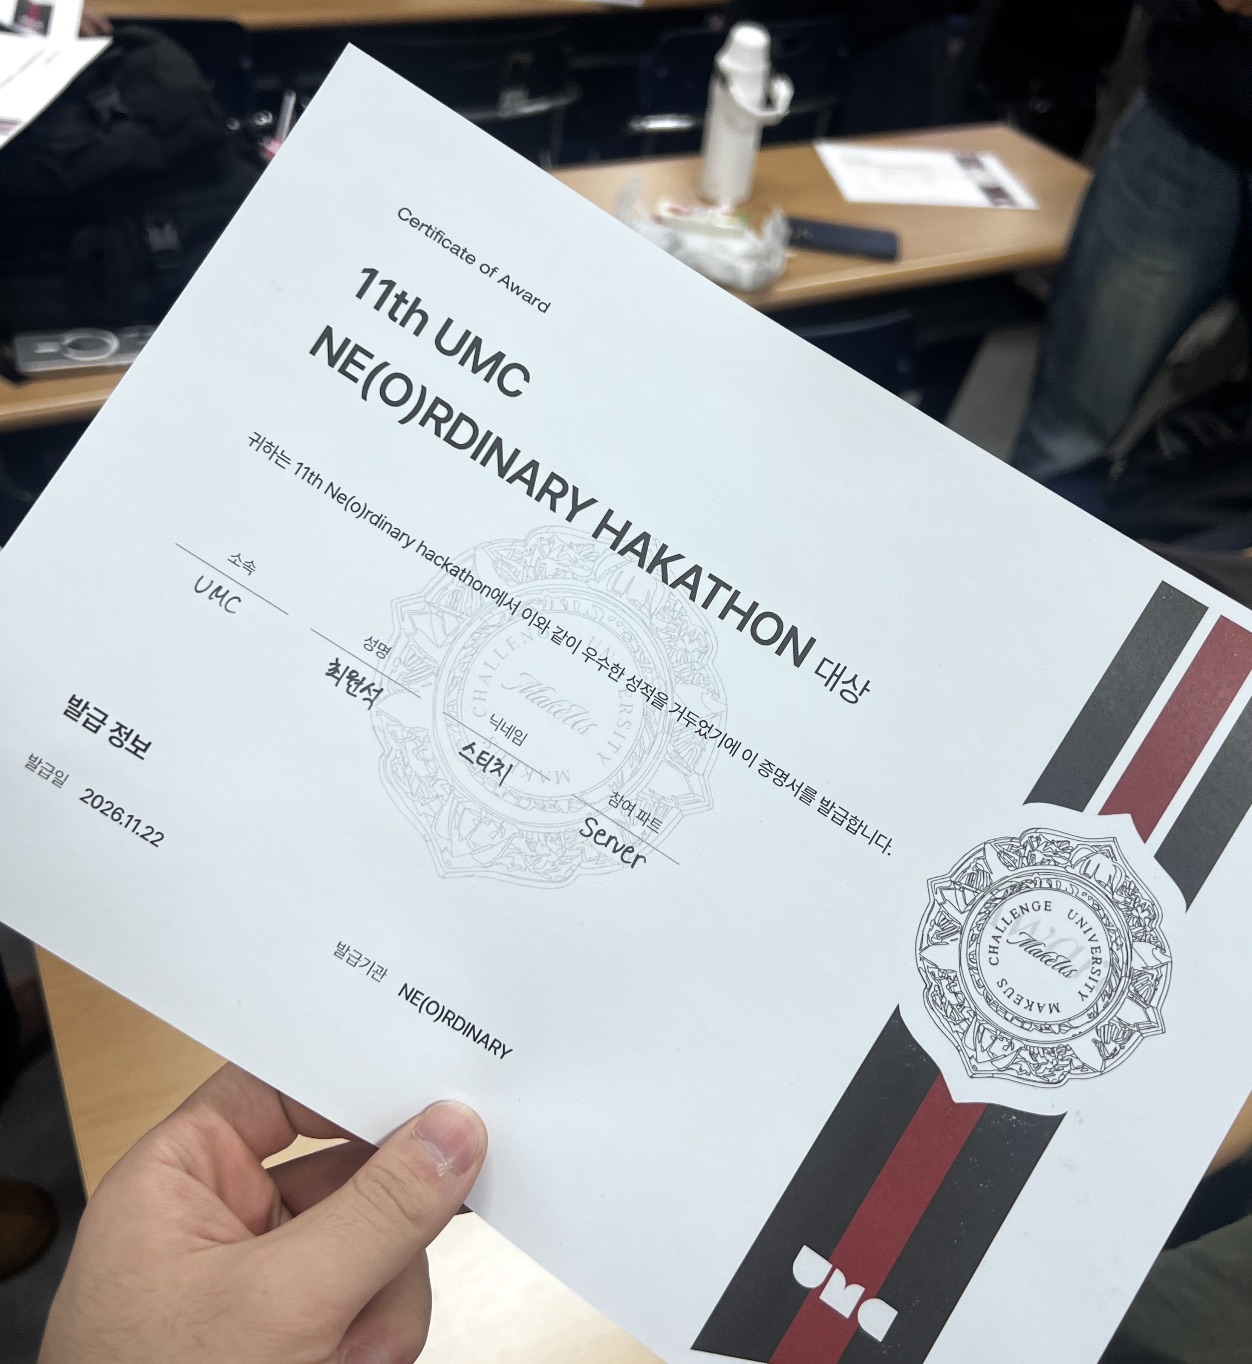 Certificate of Award
11th UMC
NE(O)RDINARY HAKATHON 대상
귀하는 11th Ne(o)rdinary hackathon에서 이와 같이 우수한 성적을 거두었기에 이 증명서를 발급합니다.
소속
UMC
성명
최원석
닉네임
스티치
참여 파트
Server
발급 정보
발급일 2026.11.22
발급기관 NE(O)RDINARY
CHALLENGE UNIVERSITY MAKEUS
MakeUs
CHALLENGE UNIVERSITY MAKEUS
MakeUs
UMC